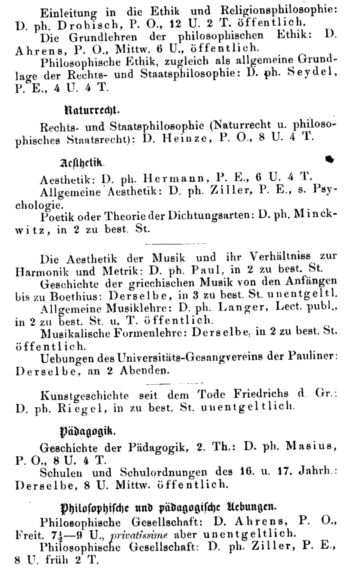 Einleitung in die Ethik und Religionsphilosophie:
D. ph. Drobisch, P. O., 12 U. 2 T. öffentlich.
Die Grundlehren der philosophischen Ethik: D.
Ahrens, P. O., Mittw. 6 U., öffentlich.
Philosophische Ethik, zugleich als allgemeine Grund-
lage der Rechts- und Staatsphilosophie: D. ph. Seydel,
P. E., 4 U. 4 T.
Naturrecht.
Rechts- und Staatsphilosophie (Naturrecht u. philoso-
phisches Staatsrecht): D. Heinze, P. O., 8 U. 4 T.
Aesthetik.
Aesthetik: D. ph. Hermann, P. E., 6 U. 4 T.
Allgemeine Aesthetik: D. ph. Ziller, P. E., s. Psy-
chologie.
Poetik oder Theorie der Dichtungsarten: D. ph. Minck-
witz, in 2 zu best. St.
Die Aesthetik der Musik und ihr Verhältniss zur
Harmonik und Metrik: D. ph. Paul, in 2 zu best. St.
Geschichte der griechischen Musik von den Anfängen
bis zu Boethius: Derselbe, in 3 zu best. St. unentgeltl.
Allgemeine Musiklehre: D. ph. Langer, Lect. publ.,
in 2 zu best. St. u. T. öffentlich.
Musikalische Formenlehre: Derselbe, in 2 zu best. St.
öffentlich.
Uebungen des Universitäts-Gesangvereins der Pauliner:
Derselbe, an 2 Abenden.
Kunstgeschichte seit dem Tode Friedrichs d. Gr.:
D. ph. Riegel, in zu best. St. unentgeltlich.
Pädagogik.
Geschichte der Pädagogik, 2. Th.: D. ph. Masius,
P. O., 8 U. 4 T.
Schulen und Schulordnungen des 16. u. 17. Jahrh.:
Derselbe, 8 U. Mittw. öffentlich.
Philosophische und pädagogische Uebungen.
Philosophische Gesellschaft: D. Ahrens, P. O.,
Freit. 7½—9 U., privatissime aber unentgeltlich.
Philosophische Gesellschaft: D. ph. Ziller, P. E.,
8 U. früh 2 T.